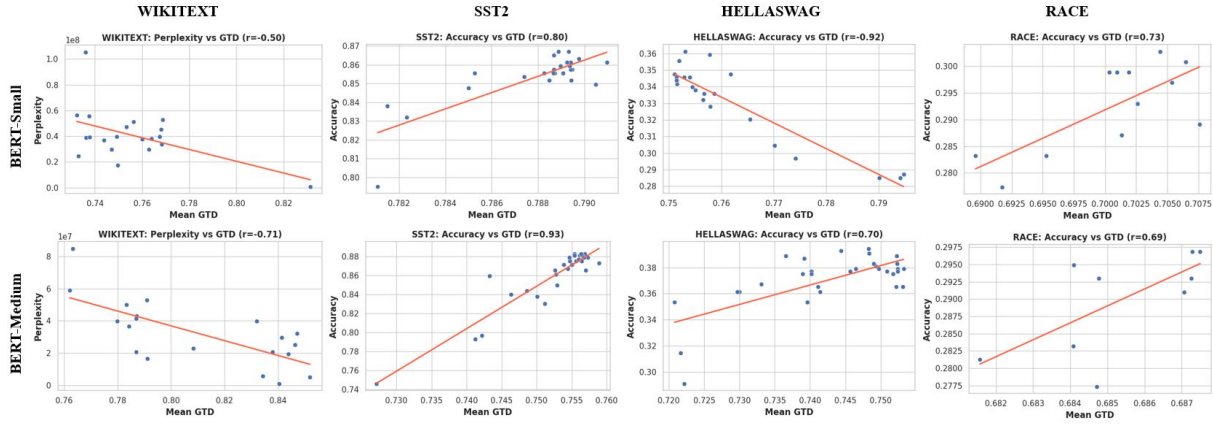 WIKITEXT SST2 HELLASWAG RACE
BERT-Small
WIKITEXT: Perplexity vs GTD (r=-0.50)
1e8
Perplexity
1.0
0.8
0.6
0.4
0.2
0.0
0.74 0.76 0.78 0.80 0.82
Mean GTD
SST2: Accuracy vs GTD (r=0.80)
Accuracy
0.87
0.86
0.85
0.84
0.83
0.82
0.81
0.80
0.782 0.784 0.786 0.788 0.790
Mean GTD
HELLASWAG: Accuracy vs GTD (r=-0.92)
Accuracy
0.36
0.35
0.34
0.33
0.32
0.31
0.30
0.29
0.28
0.75 0.76 0.77 0.78 0.79
Mean GTD
RACE: Accuracy vs GTD (r=0.73)
Accuracy
0.300
0.295
0.290
0.285
0.280
0.6900 0.6925 0.6950 0.6975 0.7000 0.7025 0.7050 0.7075
Mean GTD
BERT-Medium
WIKITEXT: Perplexity vs GTD (r=-0.71)
1e7
Perplexity
8
6
4
2
0
0.76 0.78 0.80 0.82 0.84
Mean GTD
SST2: Accuracy vs GTD (r=0.93)
Accuracy
0.88
0.86
0.84
0.82
0.80
0.78
0.76
0.74
0.730 0.735 0.740 0.745 0.750 0.755 0.760
Mean GTD
HELLASWAG: Accuracy vs GTD (r=0.70)
Accuracy
0.38
0.36
0.34
0.32
0.30
0.720 0.725 0.730 0.735 0.740 0.745 0.750
Mean GTD
RACE: Accuracy vs GTD (r=0.69)
Accuracy
0.2975
0.2950
0.2925
0.2900
0.2875
0.2850
0.2825
0.2800
0.2775
0.682 0.683 0.684 0.685 0.686 0.687
Mean GTD